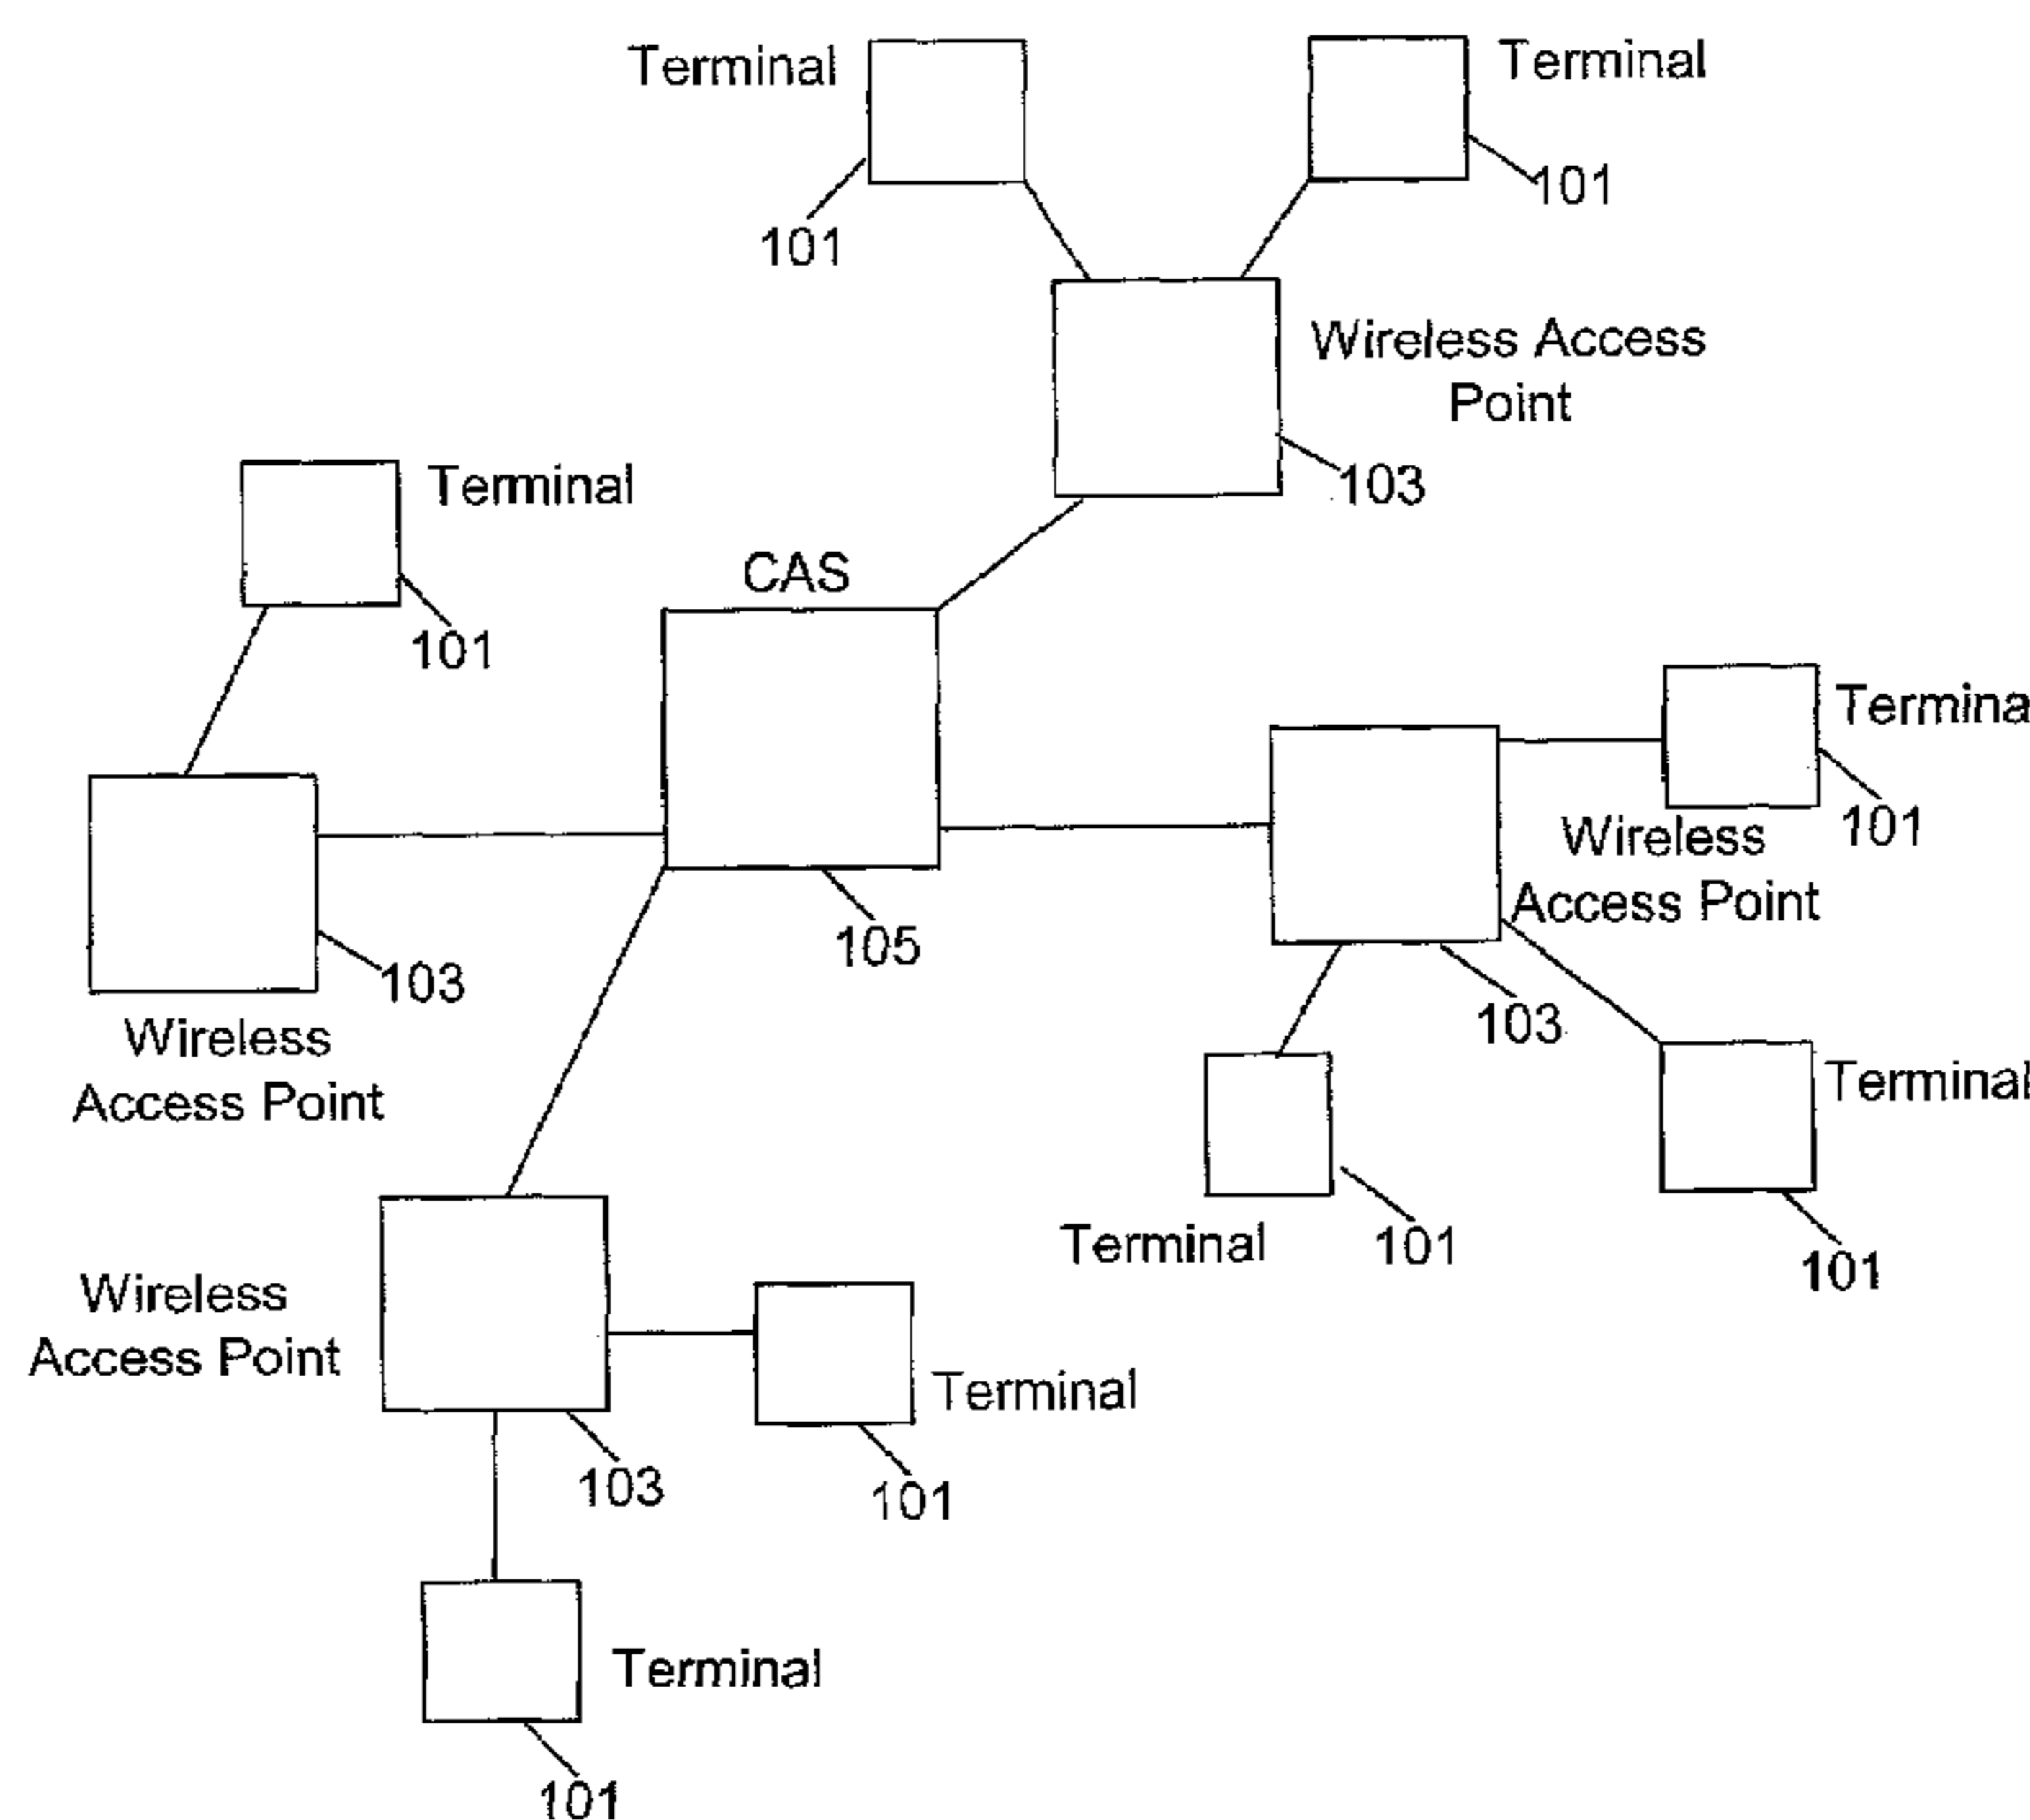 Terminal
Terminal
101
101
Wireless Access
Point
103
Terminal
101
CAS
Termina
101
Wireless
Access Point
105
103
103
Wireless
Access Point
Terminal
101
Terminal
101
Wireless
Access Point
Terminal
103
101
Terminal
101